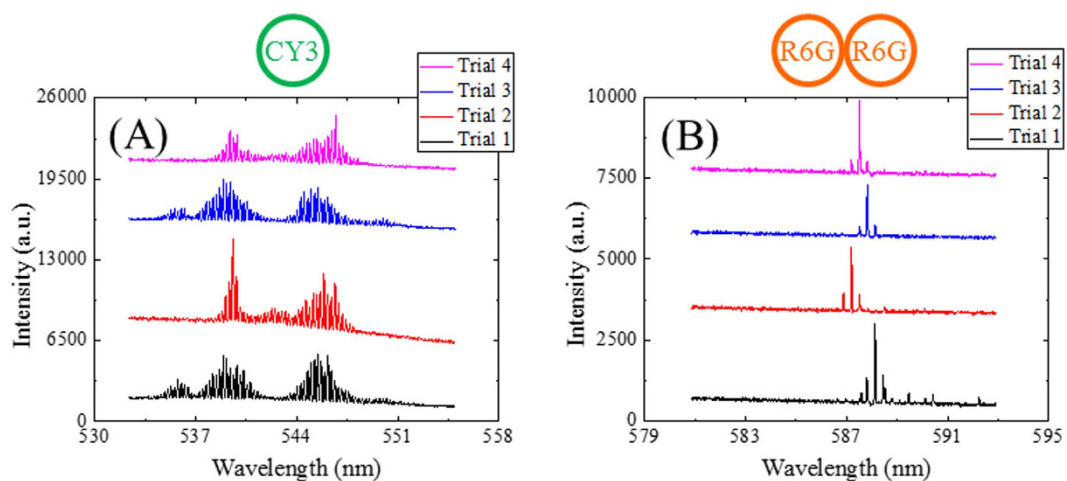 CY3
R6G R6G
Trial 4
Trial 3
Trial 2
Trial 1
(A)
26000
19500
13000
6500
0
Intensity (a.u.)
530 537 544 551 558
Wavelength (nm)
Trial 4
Trial 3
Trial 2
Trial 1
(B)
10000
7500
5000
2500
0
Intensity (a.u.)
579 583 587 591 595
Wavelength (nm)